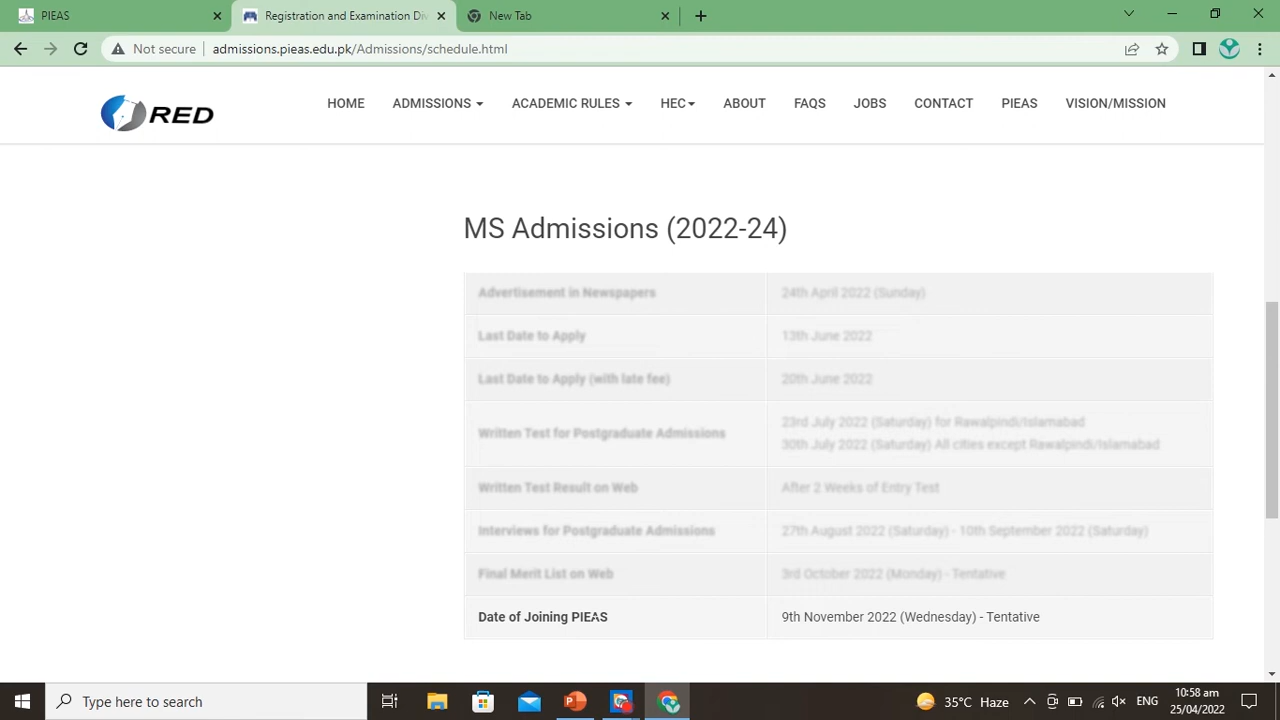 PIEAS
Registration and Examination Div
New Tab
Not secure admissions.pieas.edu.pk/Admissions/schedule.html
RED
HOME ADMISSIONS ACADEMIC RULES HEC ABOUT FAQS JOBS CONTACT PIEAS VISION/MISSION
MS Admissions (2022-24)
Advertisement in Newspapers 24th April 2022 (Sunday)
Last Date to Apply 13th June 2022
Last Date to Apply (with late fee) 20th June 2022
Written Test for Postgraduate Admissions 23rd July 2022 (Saturday) for Rawalpindi/Islamabad
30th July 2022 (Saturday) All cities except Rawalpindi/Islamabad
Written Test Result on Web After 2 Weeks of Entry Test
Interviews for Postgraduate Admissions 27th August 2022 (Saturday) - 10th September 2022 (Saturday)
Final Merit List on Web 3rd October 2022 (Monday) - Tentative
Date of Joining PIEAS 9th November 2022 (Wednesday) - Tentative
Type here to search
35°C Haze
ENG
10:58 am
25/04/2022